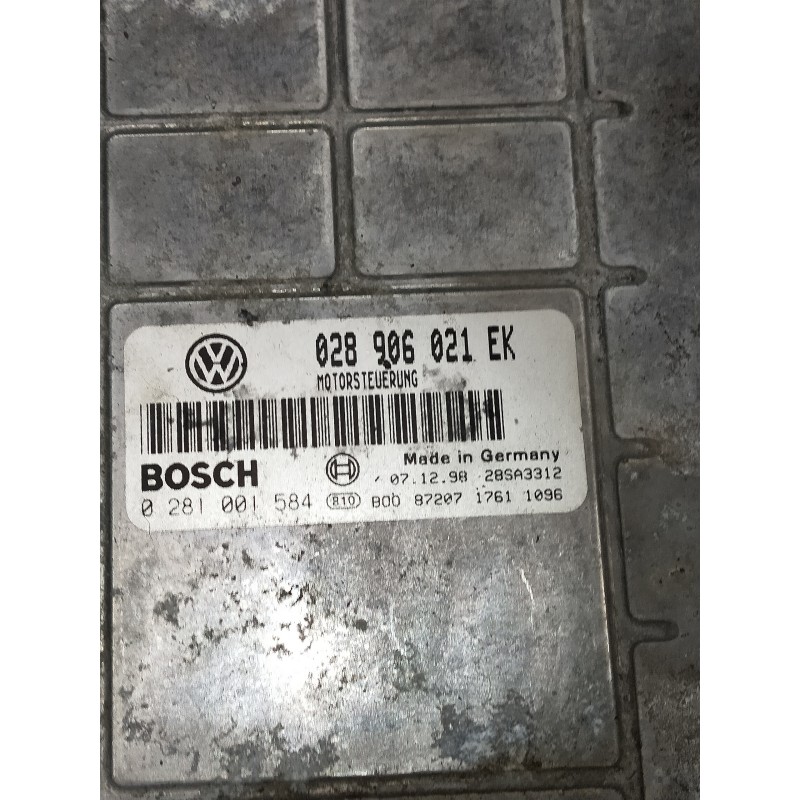 028 906 021 EK
MOTORSTEUERUNG
BOSCH
Made in Germany
07.12.98 28SA3312
0 281 001 584 810 B00 87207 1761 1096